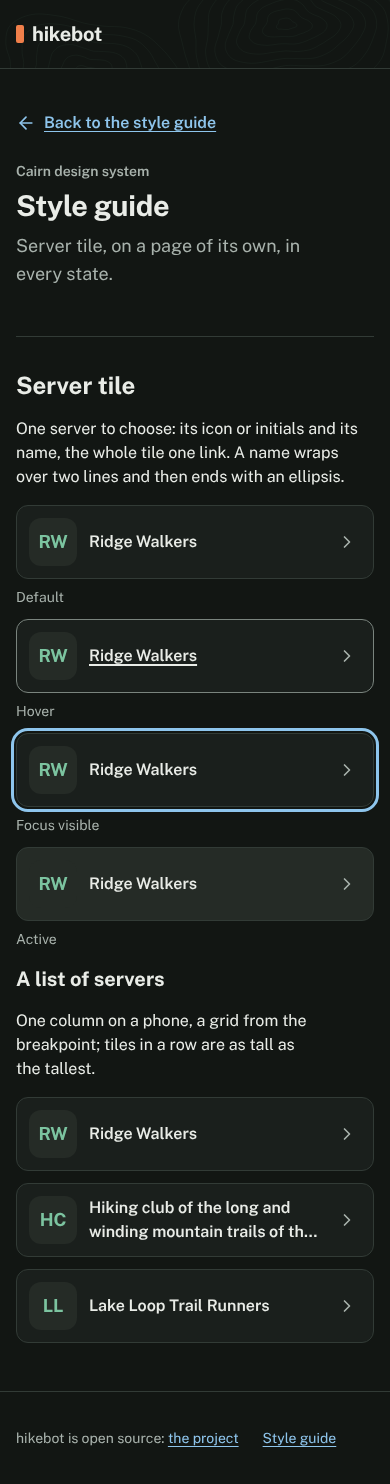 hikebot
Back to the style guide
Cairn design system
Style guide
Server tile, on a page of its own, in
every state.
Server tile
One server to choose: its icon or initials and its
name, the whole tile one link. A name wraps
over two lines and then ends with an ellipsis.
RW Ridge Walkers
Default
RW Ridge Walkers
Hover
RW Ridge Walkers
Focus visible
RW Ridge Walkers
Active
A list of servers
One column on a phone, a grid from the
breakpoint; tiles in a row are as tall as
the tallest.
RW Ridge Walkers
HC Hiking club of the long and
winding mountain trails of th…
LL Lake Loop Trail Runners
hikebot is open source: the project Style guide